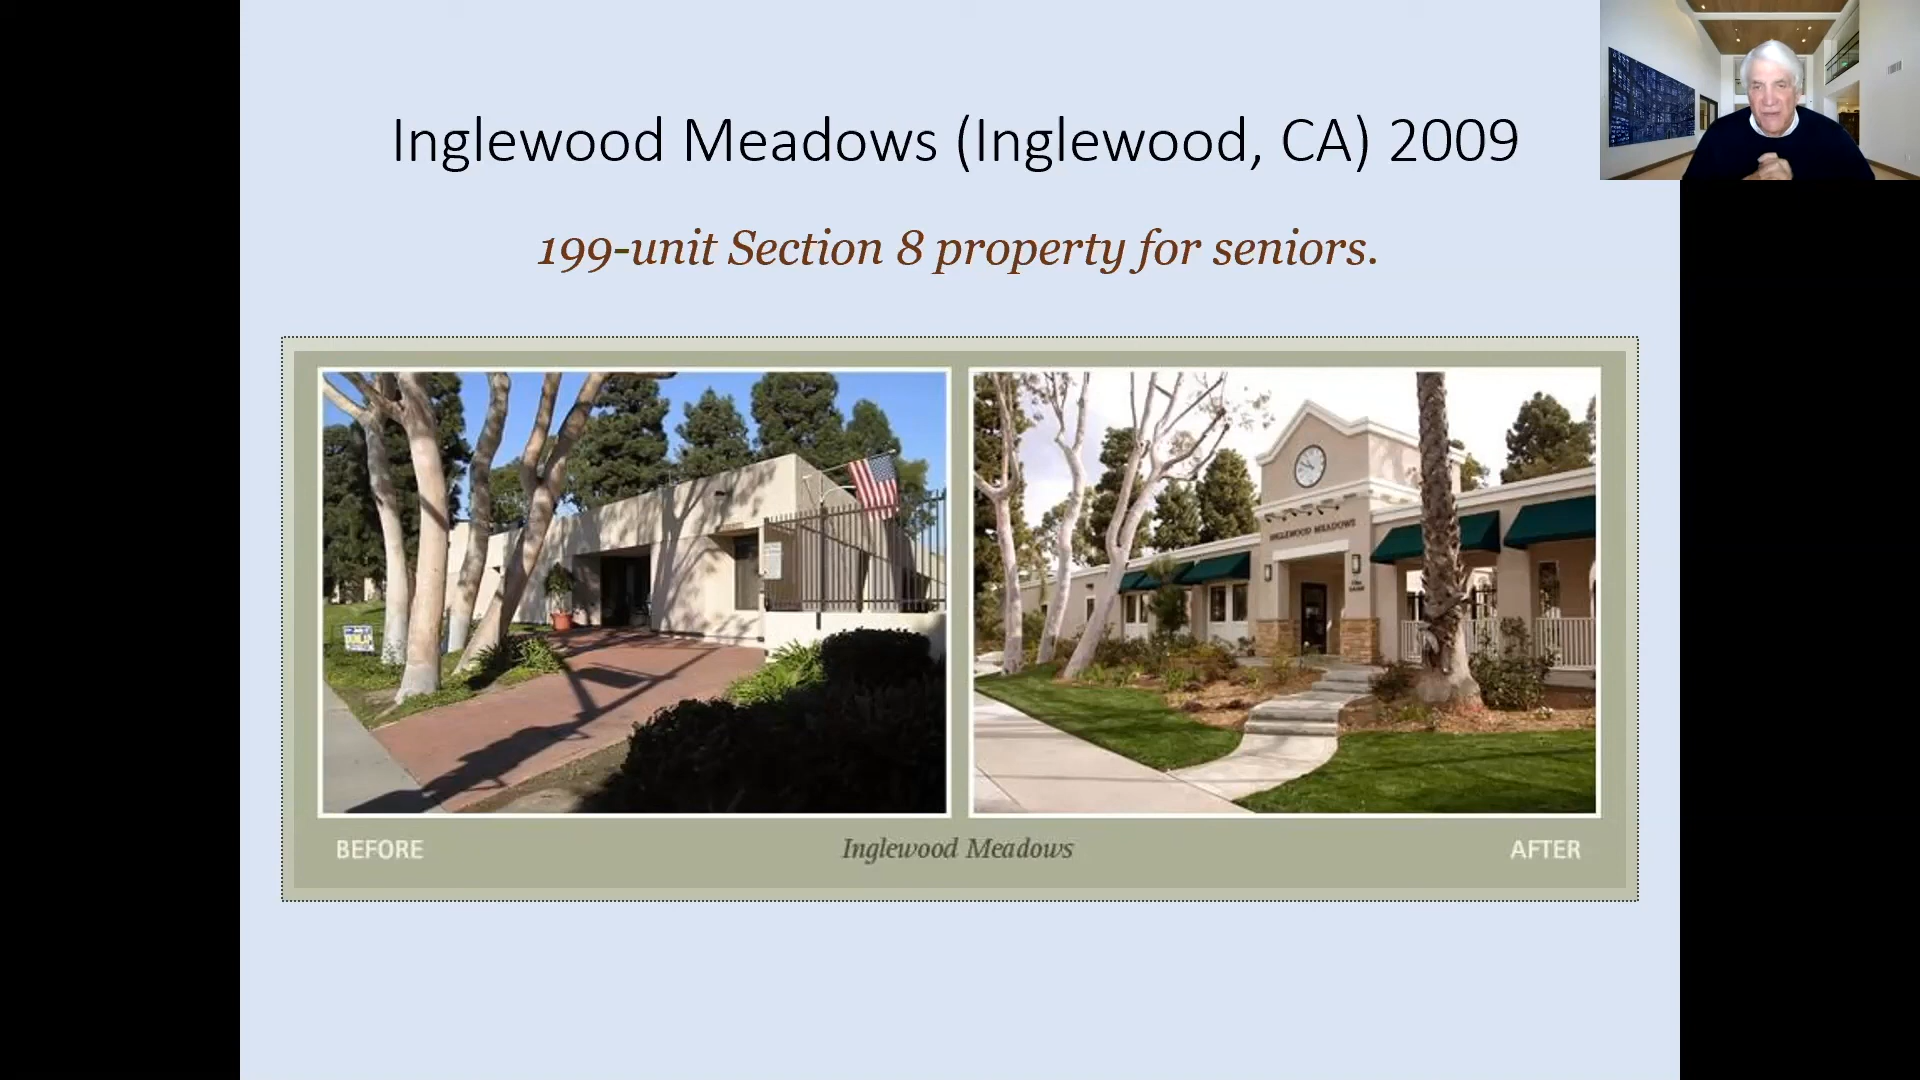 Inglewood Meadows (Inglewood, CA) 2009
199-unit Section 8 property for seniors.
INGLEWOOD MEADOWS
BEFORE
Inglewood Meadows
AFTER